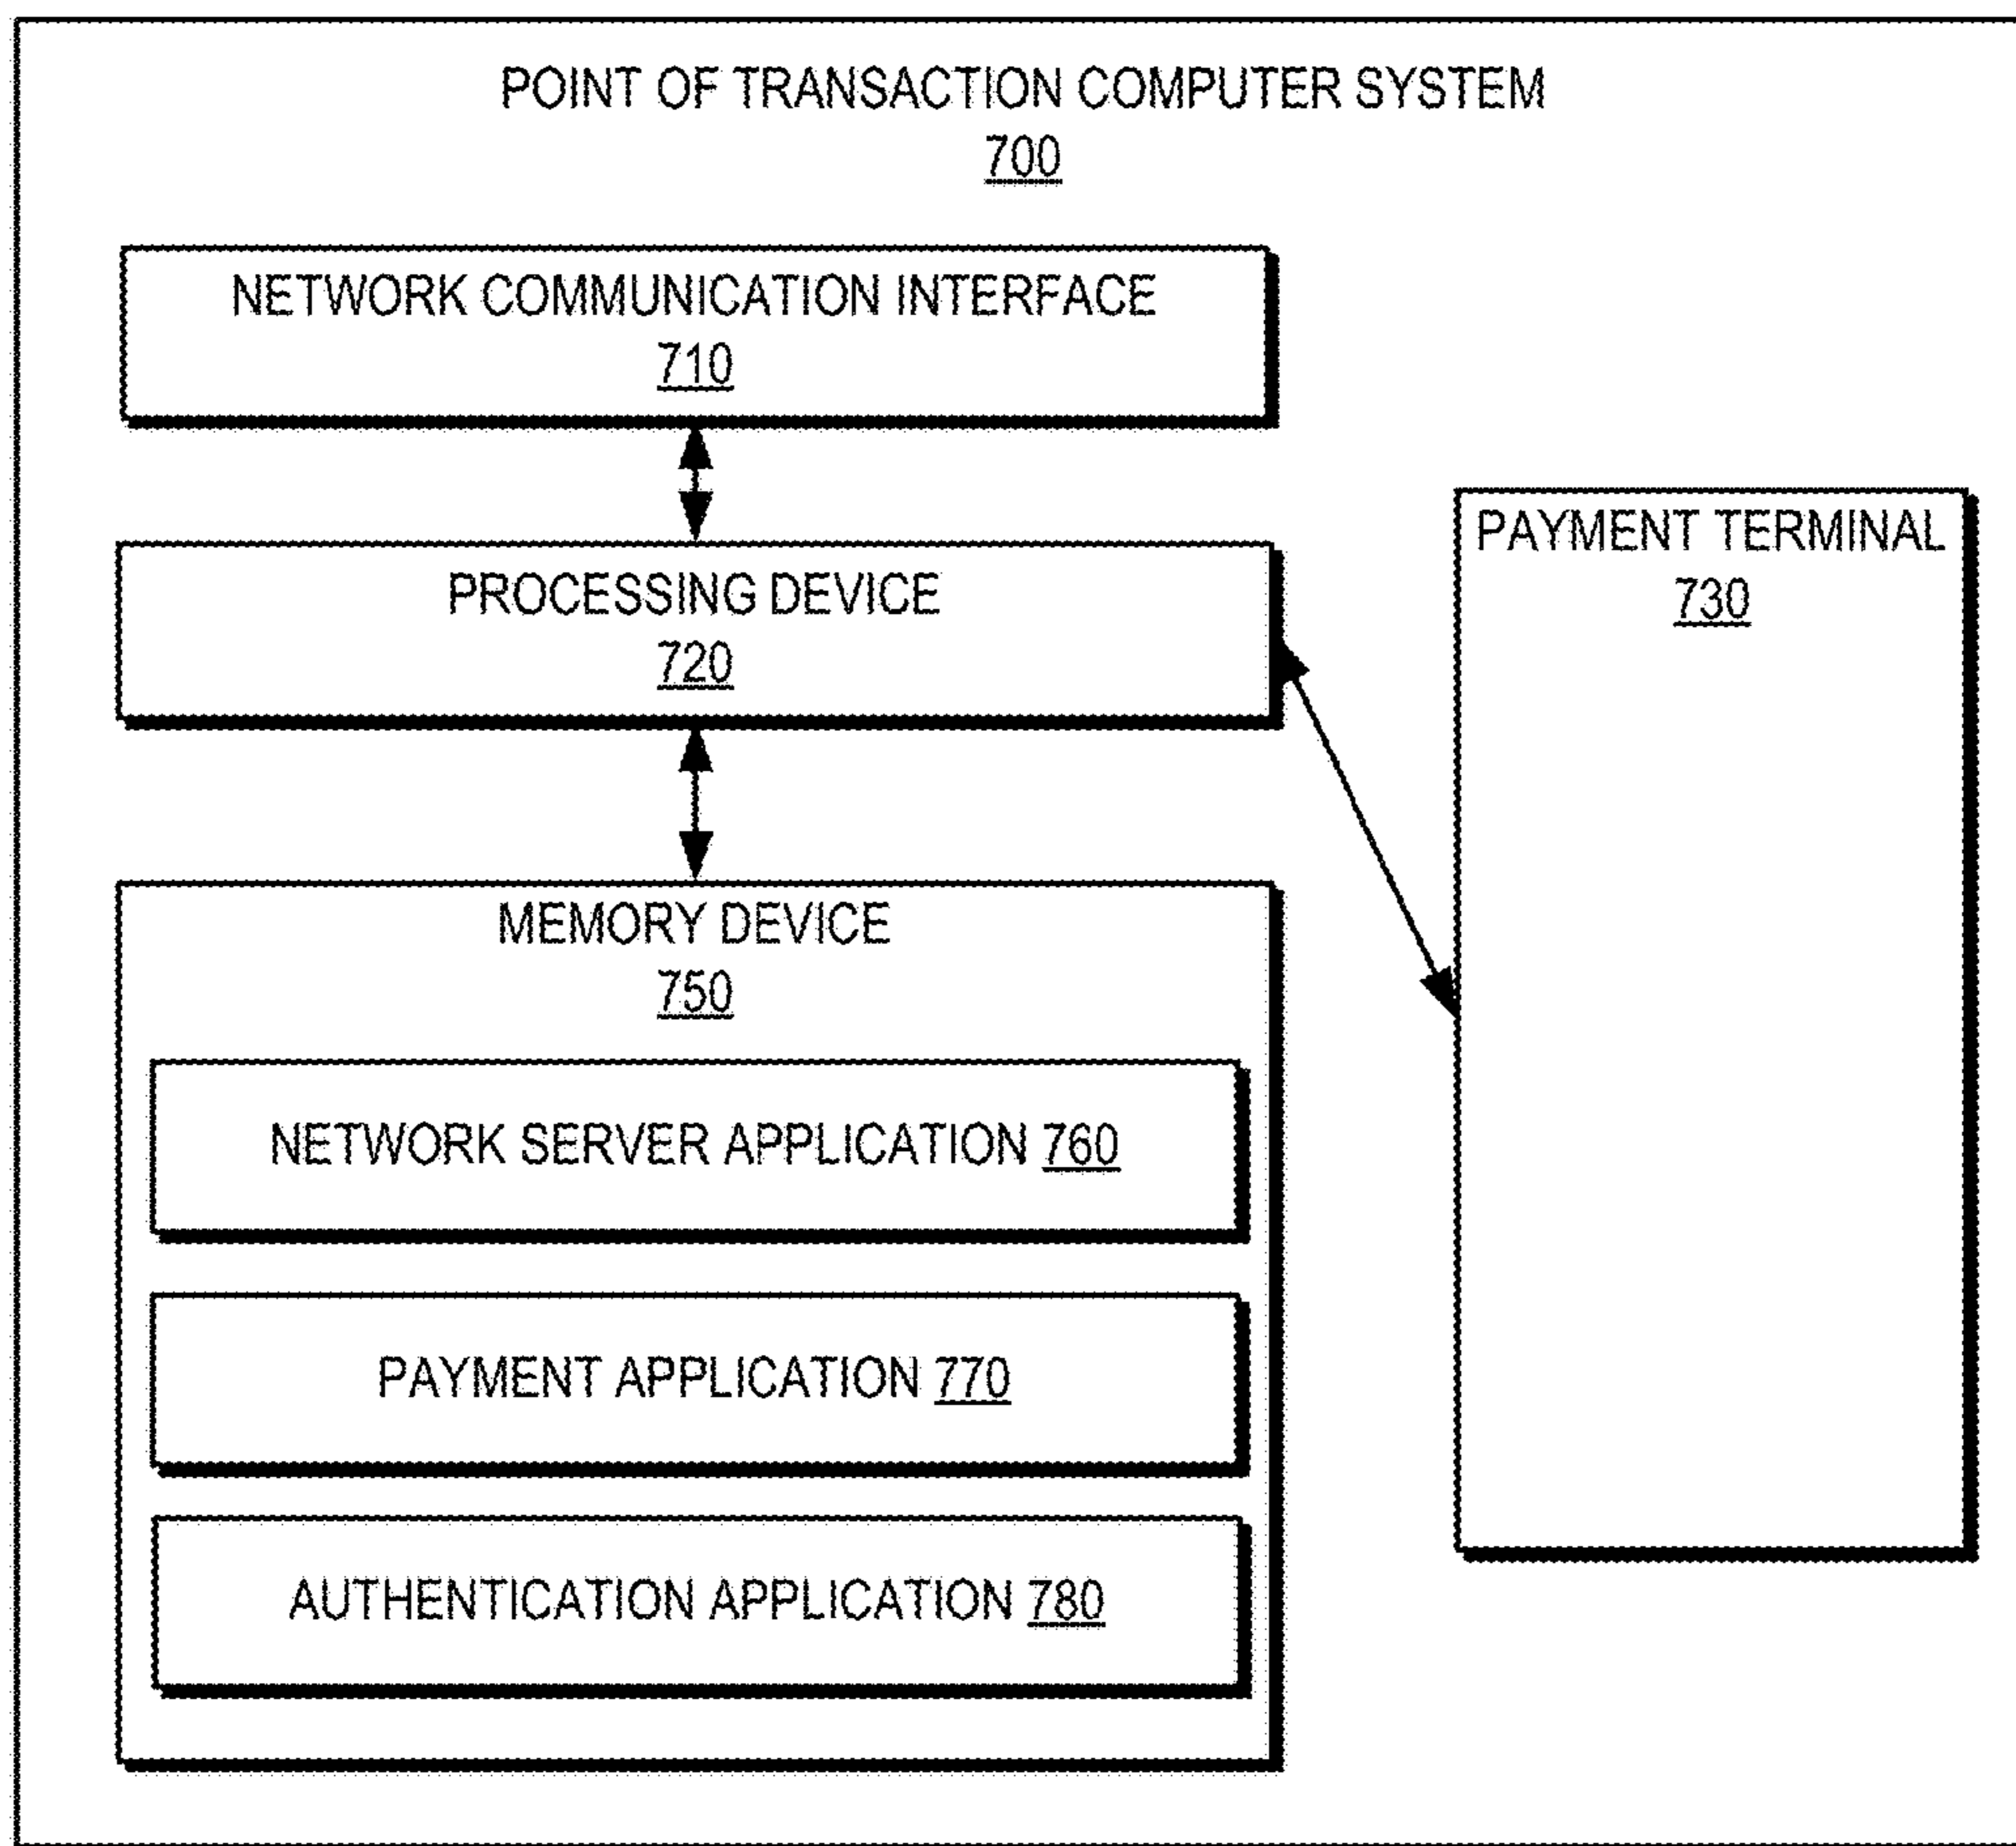 POINT OF TRANSACTION COMPUTER SYSTEM
700
NETWORK COMMUNICATION INTERFACE
710
PROCESSING DEVICE
720
PAYMENT TERMINAL
730
MEMORY DEVICE
750
NETWORK SERVER APPLICATION 760
PAYMENT APPLICATION 770
AUTHENTICATION APPLICATION 780